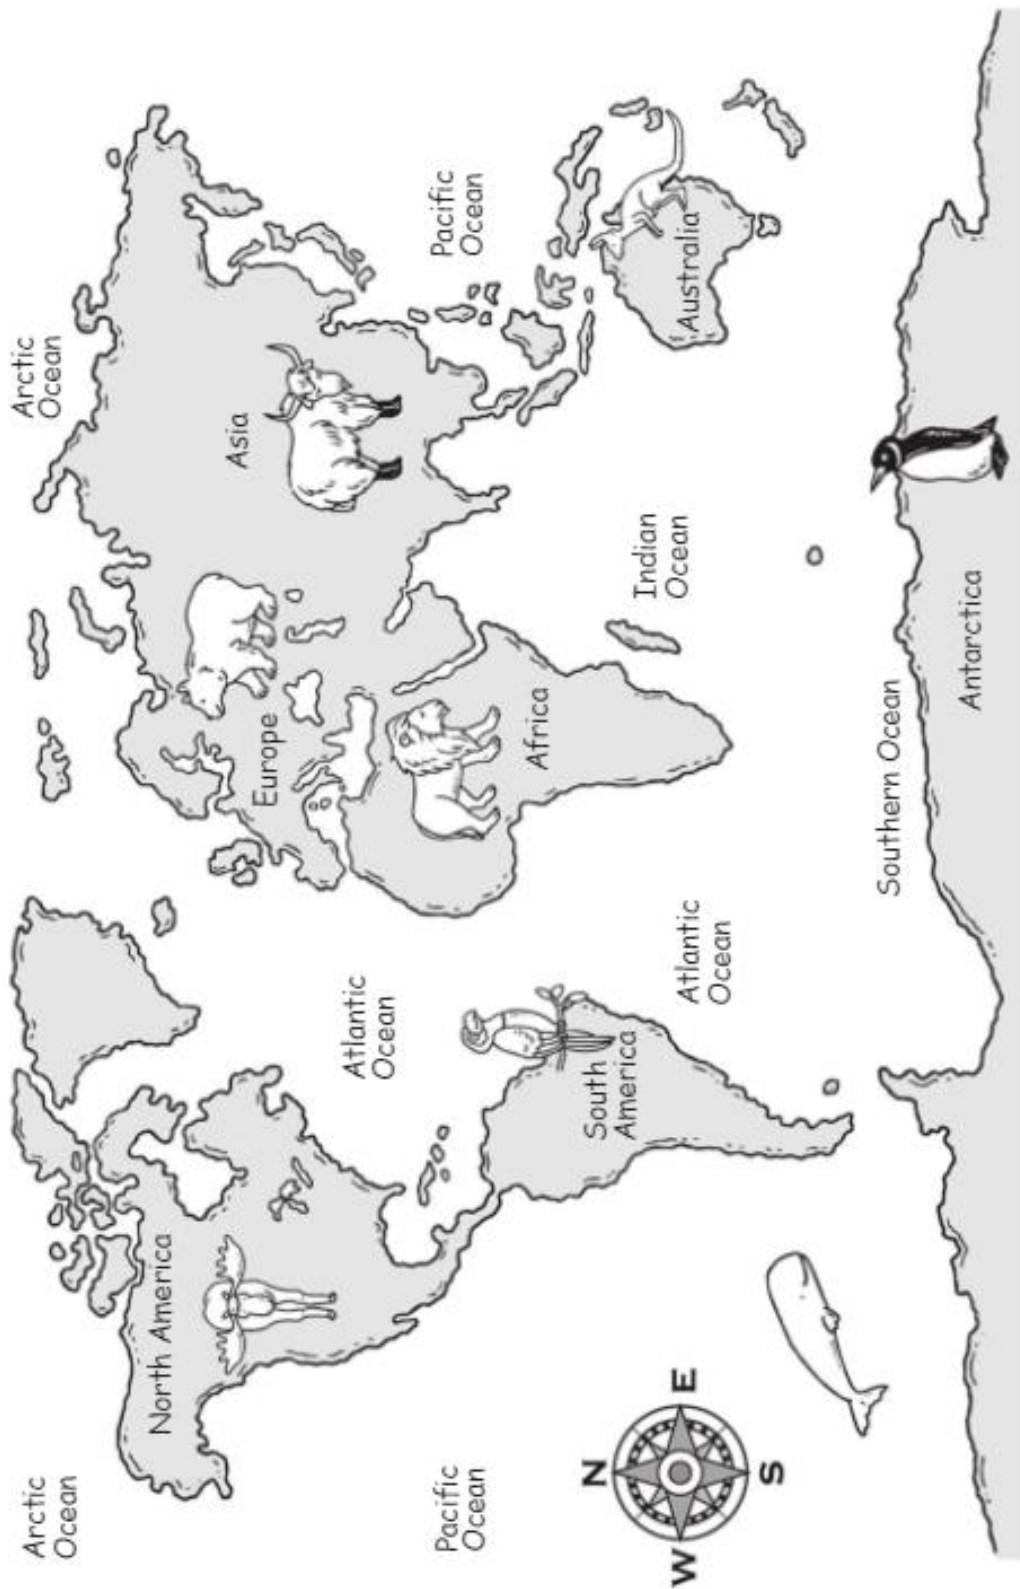 Arctic
Ocean
Arctic
Ocean
North America
Asia
Europe
Atlantic
Ocean
Pacific
Ocean
Pacific
Ocean
Africa
South
America
Indian
Ocean
Australia
Atlantic
Ocean
N
W
E
S
Southern Ocean
Antarctica